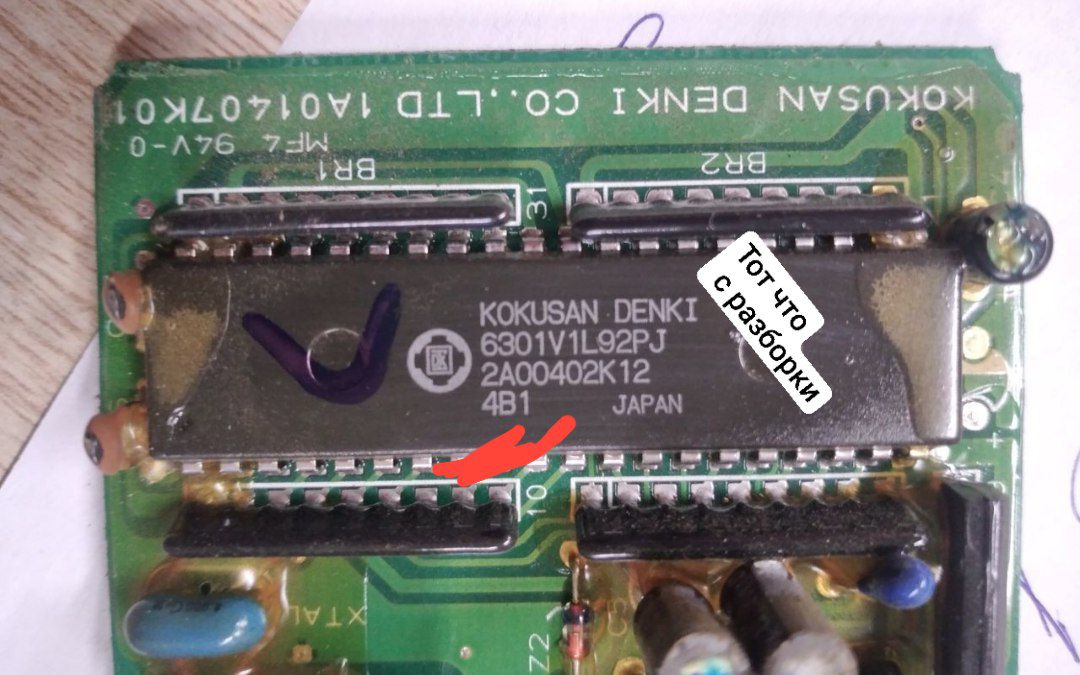 KOKUSAN DENKI CO.,LTD 1A01407K01
MF4 94V-0
BR1
BR2
31
KOKUSAN DENKI
6301V1L92PJ
2A00402K12
4B1 JAPAN
Тот что
с разборки
10
XTAL
Z2